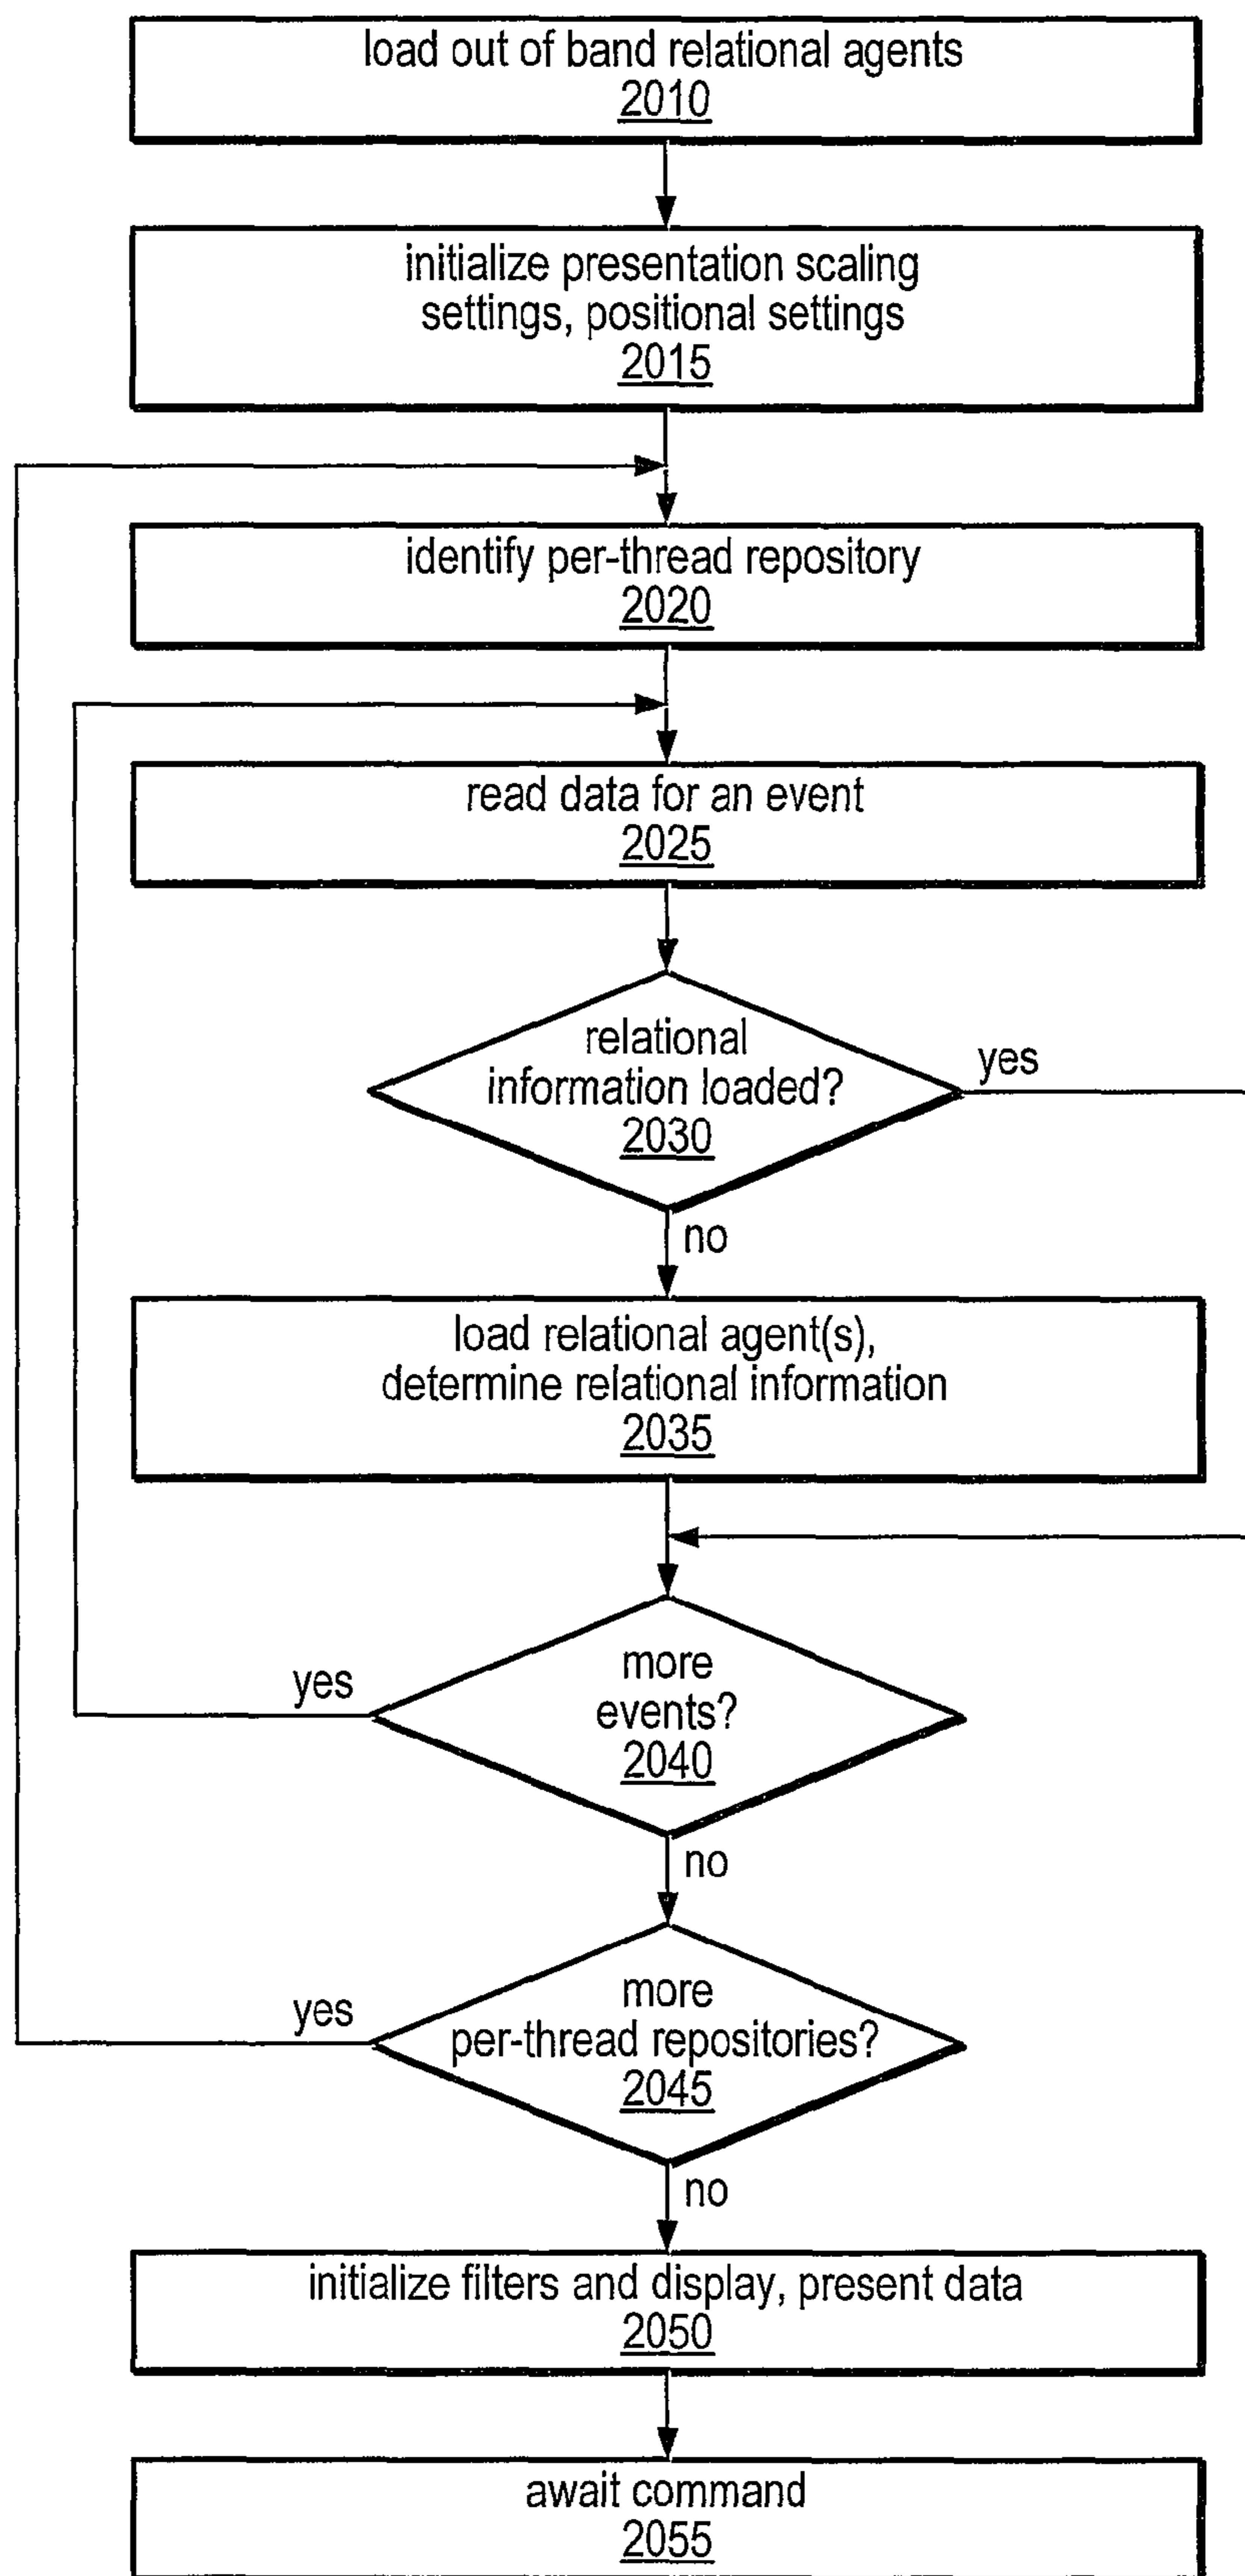 load out of band relational agents
2010
initialize presentation scaling
settings, positional settings
2015
identify per-thread repository
2020
read data for an event
2025
relational
information loaded?
2030
yes
no
load relational agent(s),
determine relational information
2035
more
events?
2040
yes
no
more
per-thread repositories?
2045
yes
no
initialize filters and display, present data
2050
await command
2055